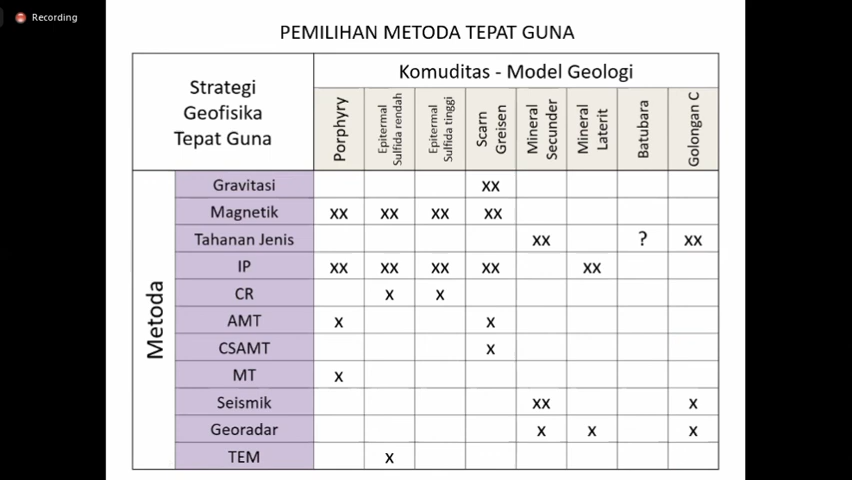 Recording
PEMILIHAN METODA TEPAT GUNA
Strategi
Geofisika
Tepat Guna
Komuditas - Model Geologi
Porphyry
Epitermal
Sulfida rendah
Epitermal
Sulfida tinggi
Scarn
Greisen
Mineral
Secunder
Mineral
Laterit
Batubara
Golongan C
Metoda
Gravitasi xx
Magnetik xx xx xx xx
Tahanan Jenis xx ? xx
IP xx xx xx xx xx
CR x x
AMT x x
CSAMT x
MT x
Seismik xx x
Georadar x x x
TEM x